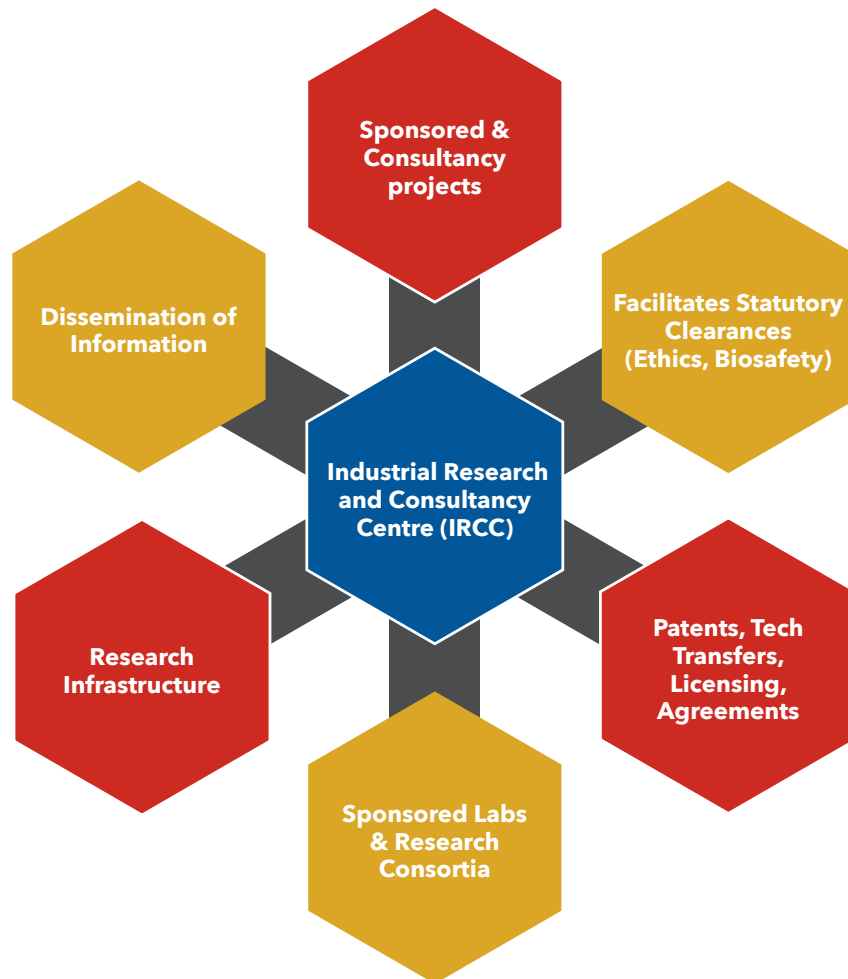 Sponsored &
Consultancy
projects
Dissemination of
Information
Facilitates Statutory
Clearances
(Ethics, Biosafety)
Industrial Research
and Consultancy
Centre (IRCC)
Research
Infrastructure
Patents, Tech
Transfers,
Licensing,
Agreements
Sponsored Labs
& Research
Consortia